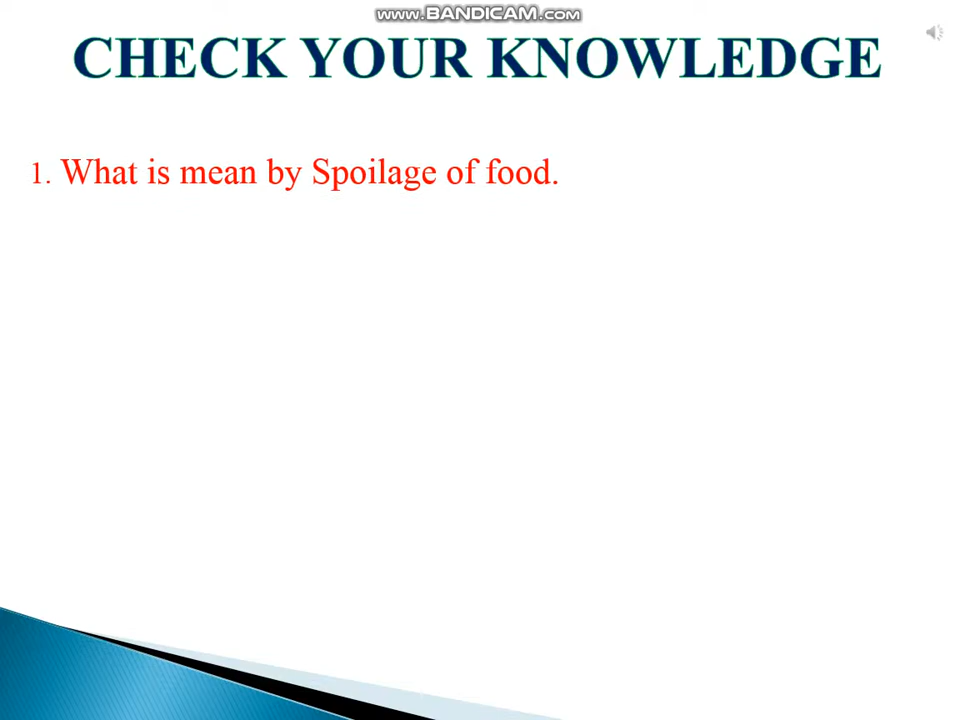 www.BANDICAM.com
CHECK YOUR KNOWLEDGE
1. What is mean by Spoilage of food.